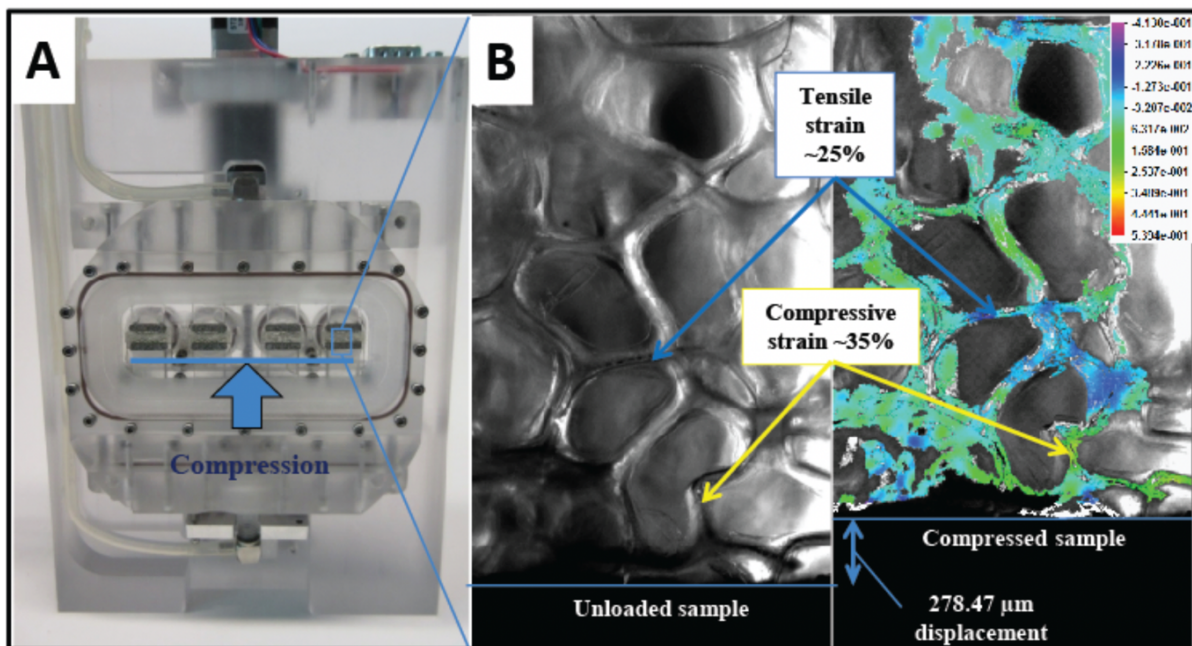 A
B
Tensile
strain
~25%
Compressive
strain ~35%
Compression
Unloaded sample
Compressed sample
278.47 µm
displacement